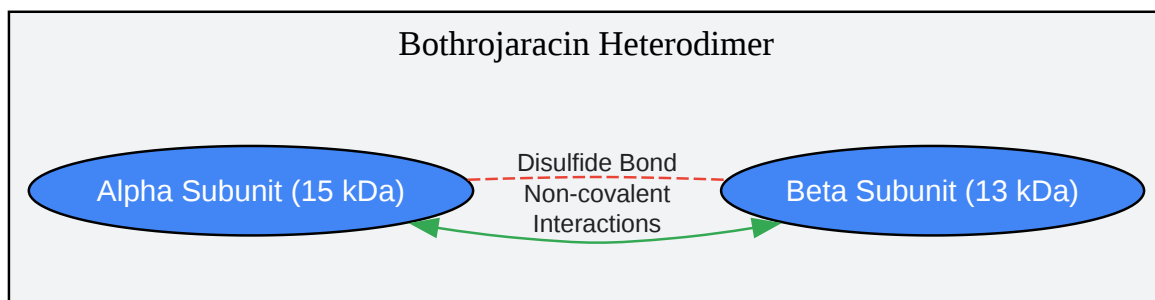 Bothrojaracin Heterodimer
Disulfide Bond
Alpha Subunit (15 kDa)
Non-covalent
Interactions
Beta Subunit (13 kDa)